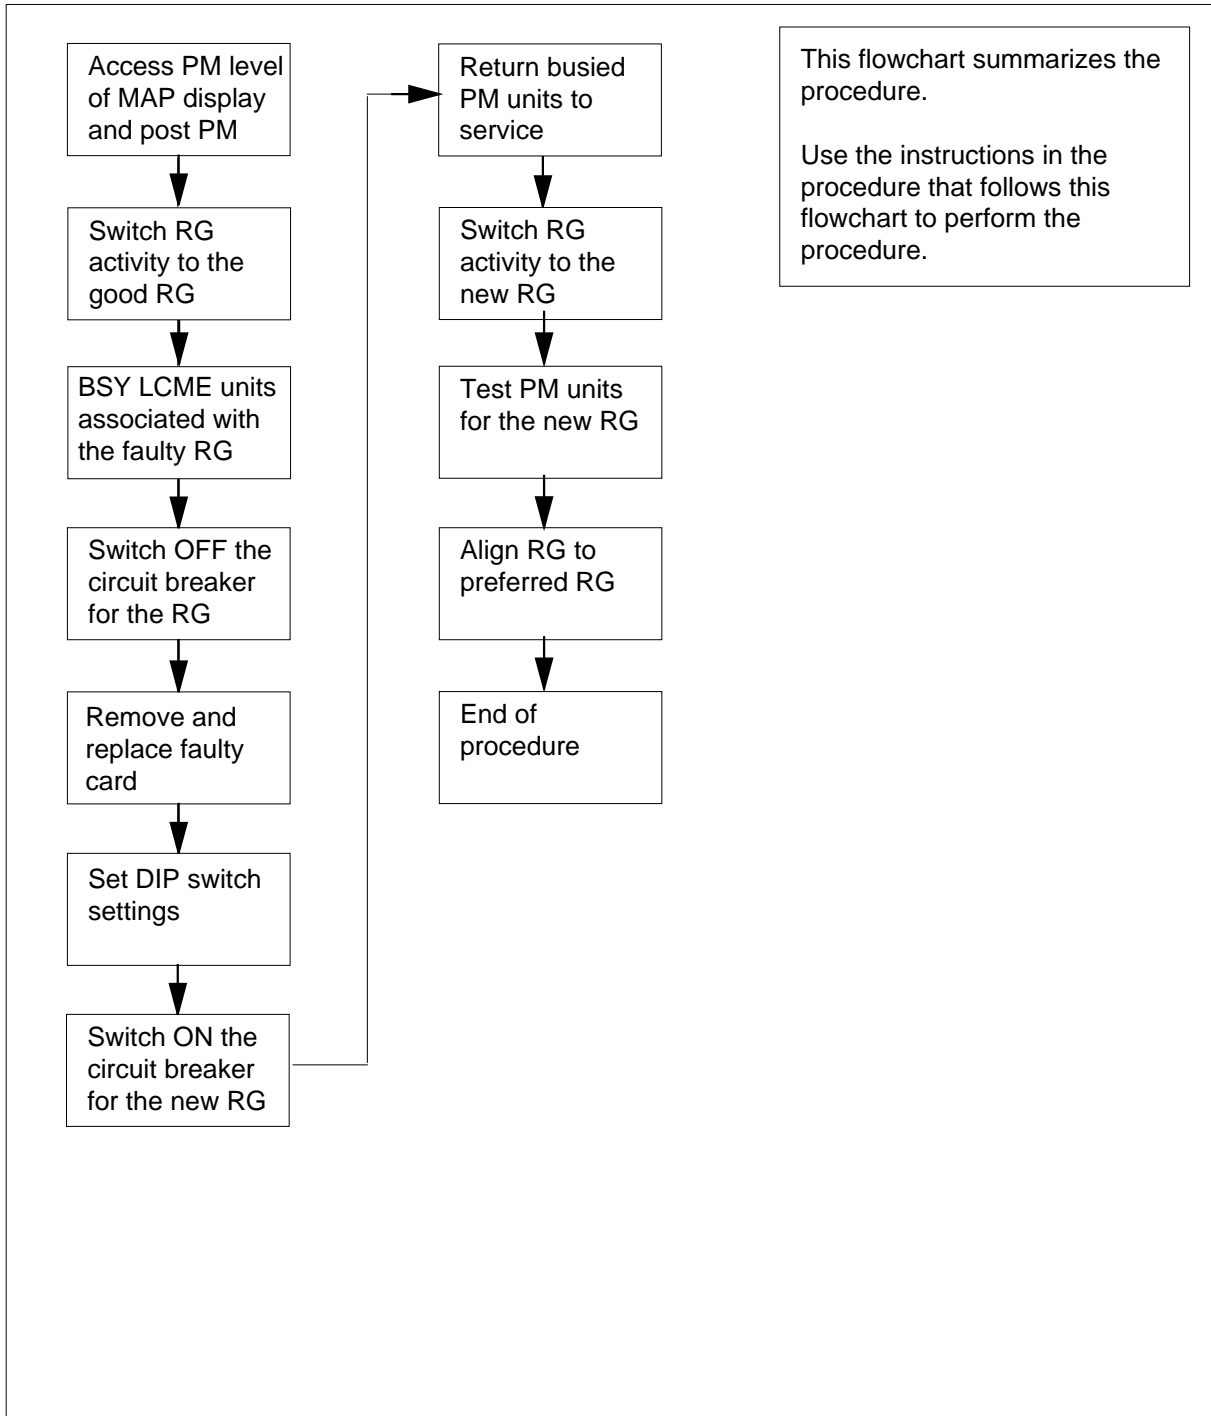 Access PM level
of MAP display
and post PM
Switch RG
activity to the
good RG
BSY LCME units
associated with
the faulty RG
Switch OFF the
circuit breaker
for the RG
Remove and
replace faulty
card
Set DIP switch
settings
Switch ON the
circuit breaker
for the new RG
Return busied
PM units to
service
Switch RG
activity to the
new RG
Test PM units
for the new RG
Align RG to
preferred RG
End of
procedure
This flowchart summarizes the
procedure.
Use the instructions in the
procedure that follows this
flowchart to perform the
procedure.